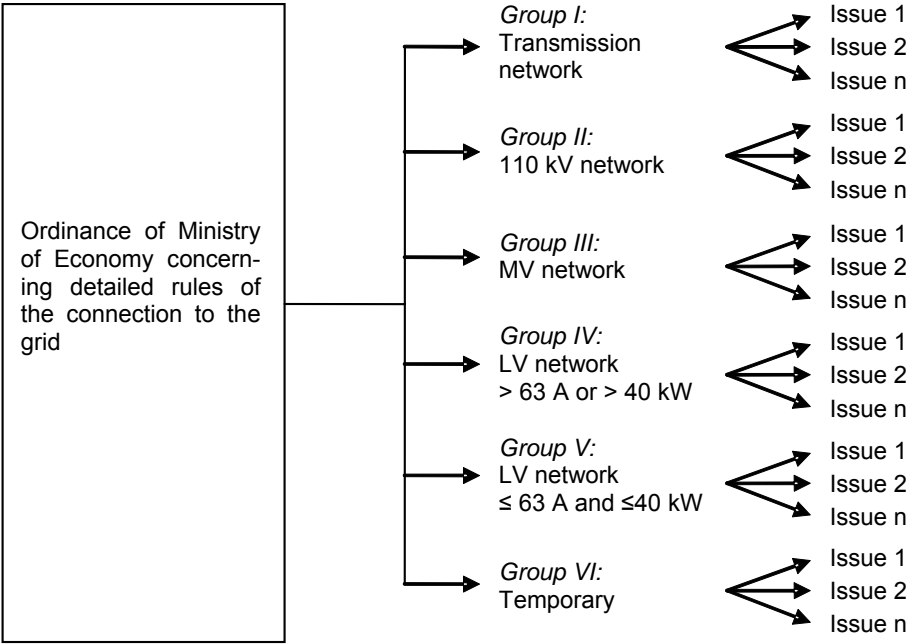 Ordinance of Ministry
of Economy concern-
ing detailed rules of
the connection to the
grid
Group I:
Transmission
network
Issue 1
Issue 2
Issue n
Group II:
110 kV network
Issue 1
Issue 2
Issue n
Group III:
MV network
Issue 1
Issue 2
Issue n
Group IV:
LV network
> 63 A or > 40 kW
Issue 1
Issue 2
Issue n
Group V:
LV network
≤ 63 A and ≤40 kW
Issue 1
Issue 2
Issue n
Group VI:
Temporary
Issue 1
Issue 2
Issue n